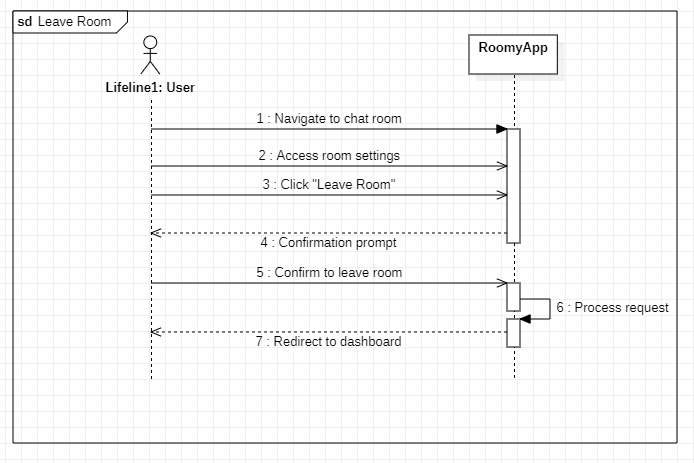 sd Leave Room
RoomyApp
Lifeline1: User
1 : Navigate to chat room
2 : Access room settings
3 : Click "Leave Room"
4 : Confirmation prompt
5 : Confirm to leave room
6 : Process request
7 : Redirect to dashboard